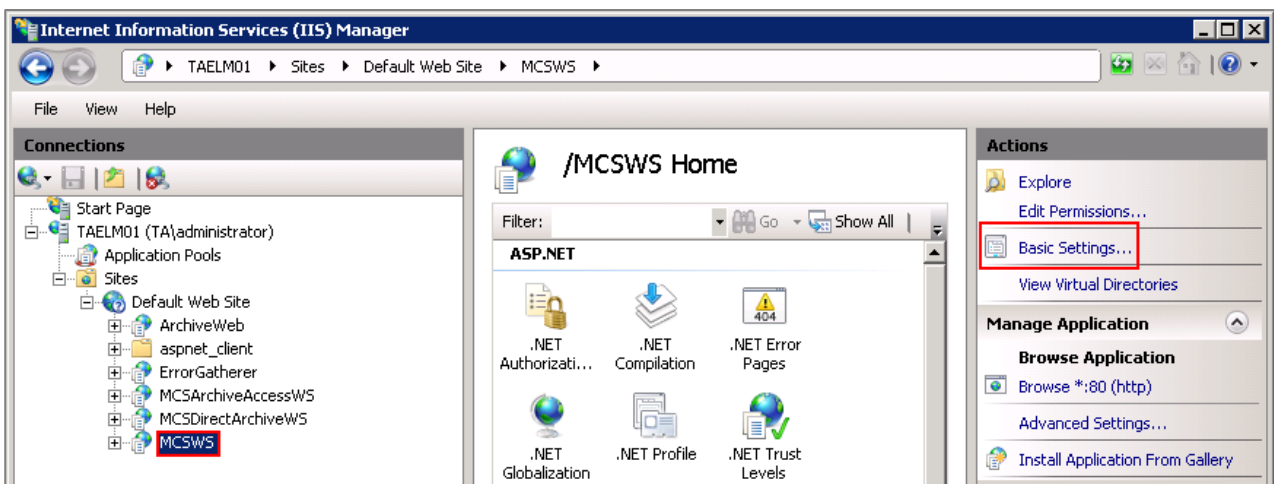 Internet Information Services (IIS) Manager
TAELM01 Sites Default Web Site MCSWS
File View Help
Connections
Start Page
TAELM01 (TA\administrator)
Application Pools
Sites
Default Web Site
ArchiveWeb
aspnet_client
ErrorGatherer
MCSArchiveAccessWS
MCSDirectArchiveWS
MCSWS
/MCSWS Home
Filter: Go Show All
ASP.NET
.NET Authorizati...
.NET Compilation
404
.NET Error Pages
.NET Globalization
.NET Profile
.NET Trust Levels
Actions
Explore
Edit Permissions...
Basic Settings...
View Virtual Directories
Manage Application
Browse Application
Browse *:80 (http)
Advanced Settings...
Install Application From Gallery